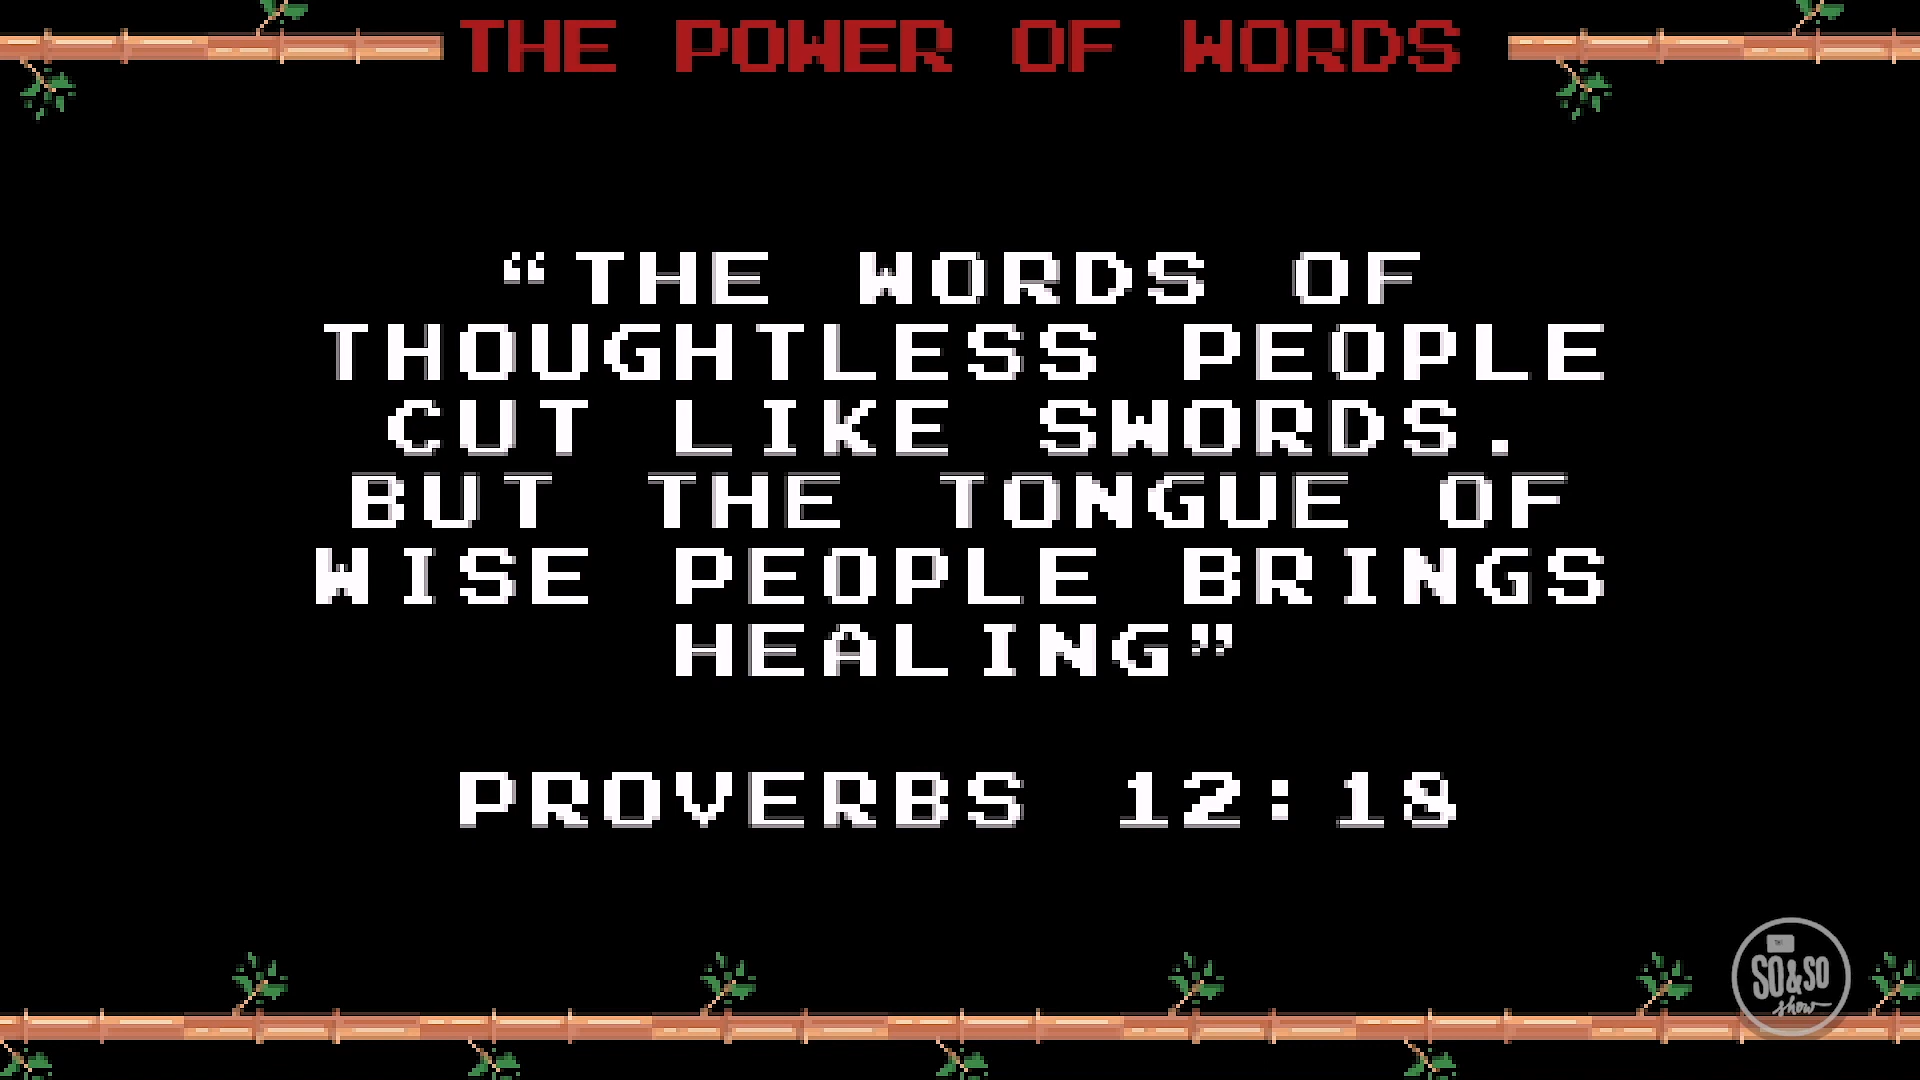 THE POWER OF WORDS
“THE WORDS OF
THOUGHTLESS PEOPLE
CUT LIKE SWORDS.
BUT THE TONGUE OF
WISE PEOPLE BRINGS
HEALING”
PROVERBS 12:18
SO&SO
show